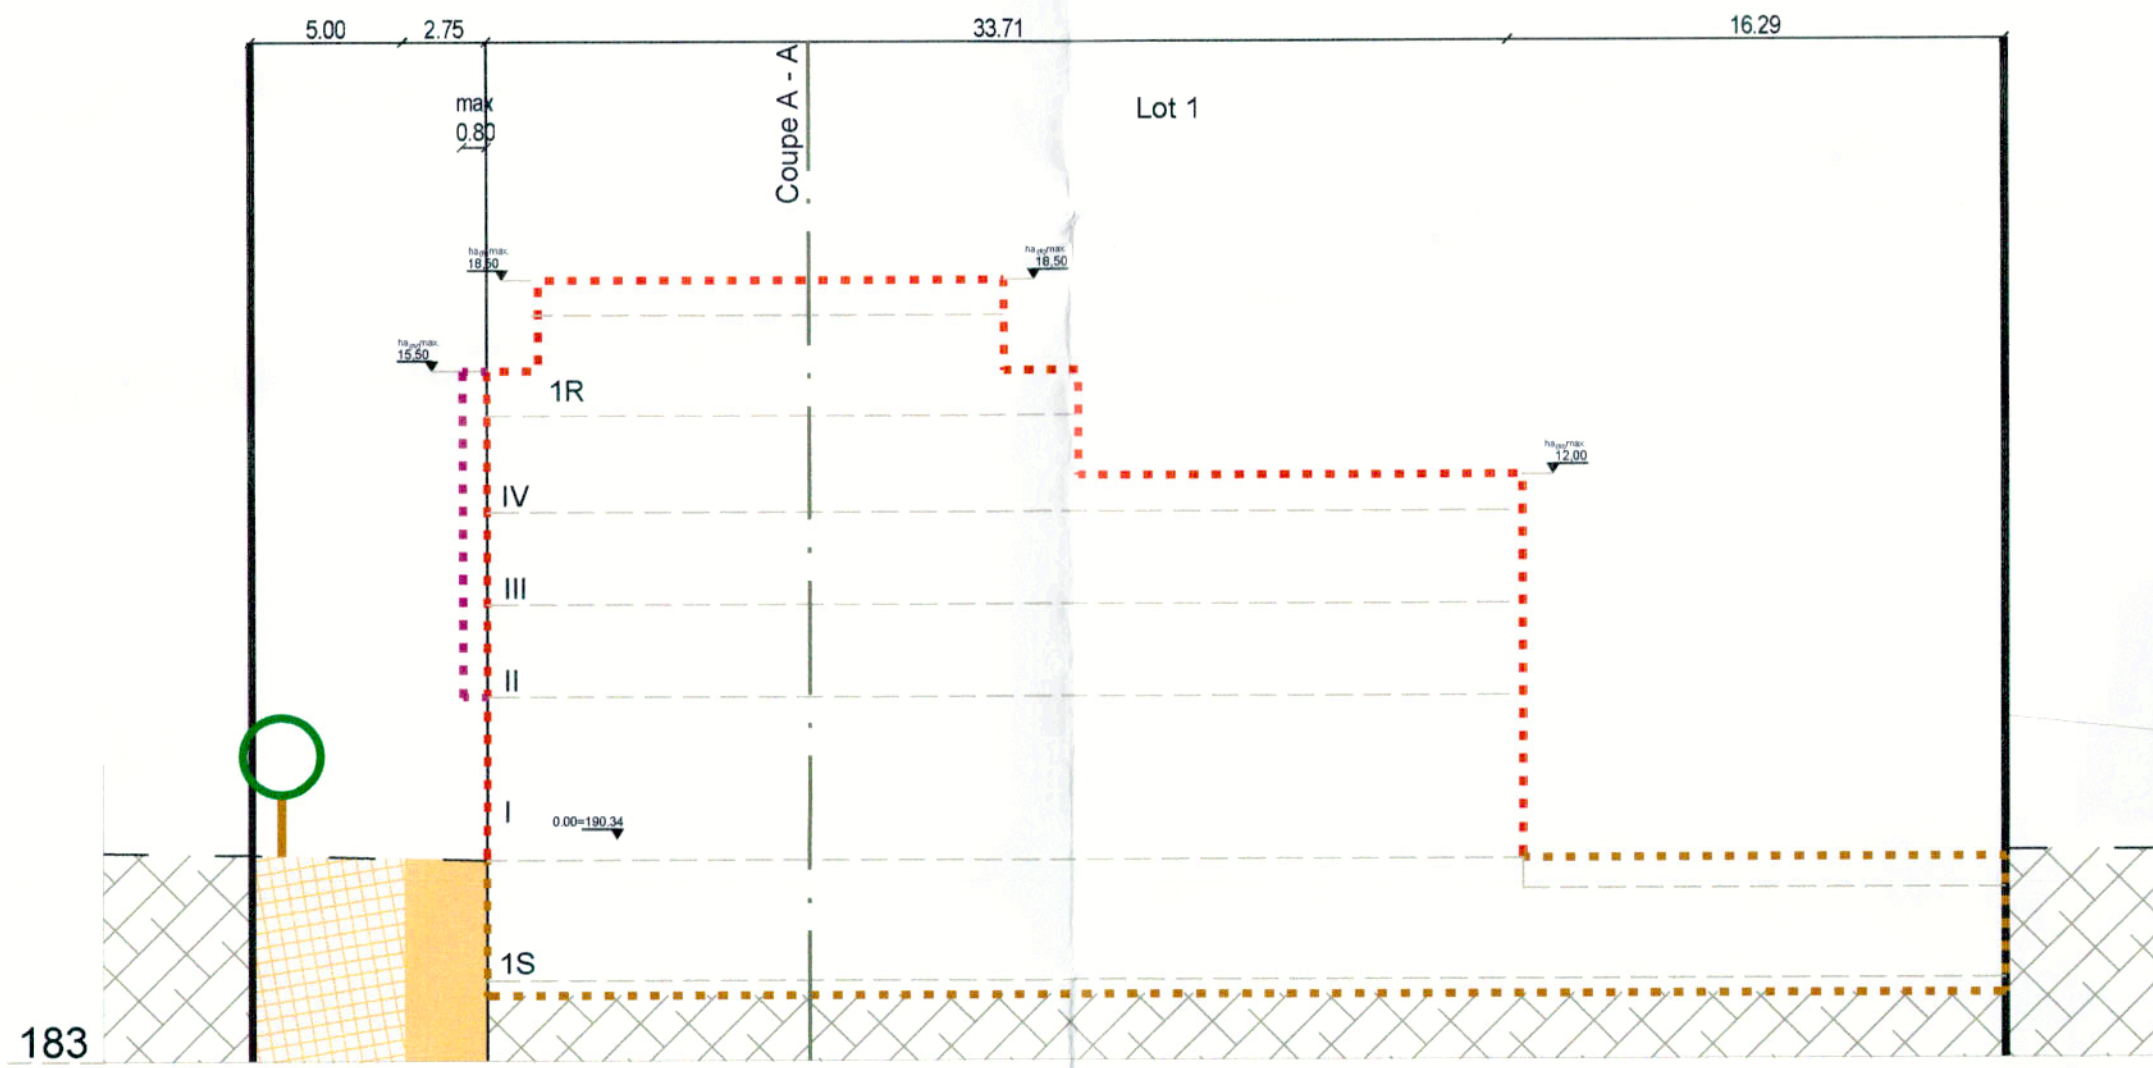 5.00 2.75 33.71 16.29
max
0.80
Coupe A - A
Lot 1
18,50
18,50
15,50
1R
12,00
IV
III
II
I
0.00=190.34
1S
183